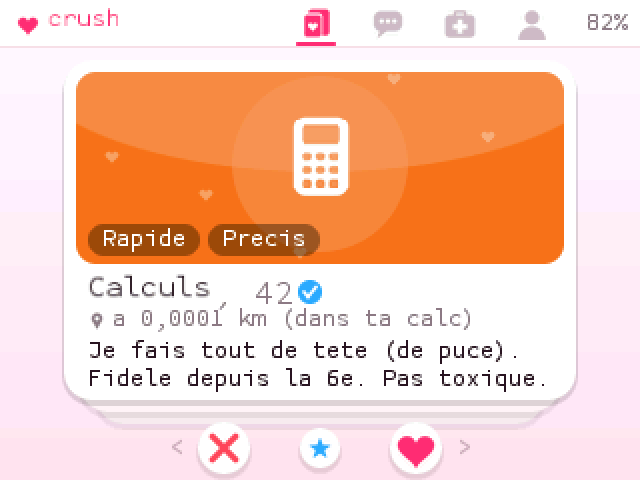 crush
82%
Rapide Precis
Calculs, 42
a 0,0001 km (dans ta calc)
Je fais tout de tete (de puce).
Fidele depuis la 6e. Pas toxique.
< >